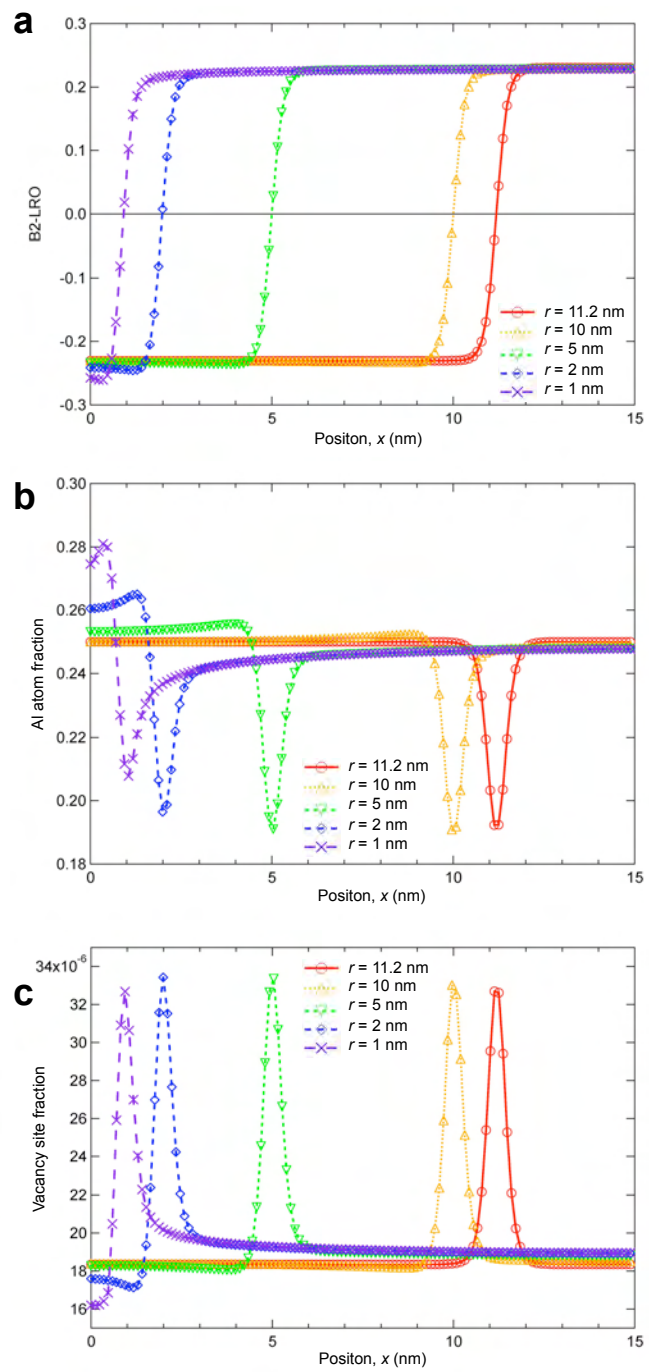 a
0.3
0.2
0.1
0.0
-0.1
-0.2
-0.3
B2-LRO
r = 11.2 nm
r = 10 nm
r = 5 nm
r = 2 nm
r = 1 nm
0 5 10 15
Positon, x (nm)
b
0.30
0.28
0.26
0.24
0.22
0.20
0.18
Al atom fraction
r = 11.2 nm
r = 10 nm
r = 5 nm
r = 2 nm
r = 1 nm
0 5 10 15
Positon, x (nm)
c
34x10⁻⁶
32
30
28
26
24
22
20
18
16
Vacancy site fraction
r = 11.2 nm
r = 10 nm
r = 5 nm
r = 2 nm
r = 1 nm
0 5 10 15
Positon, x (nm)